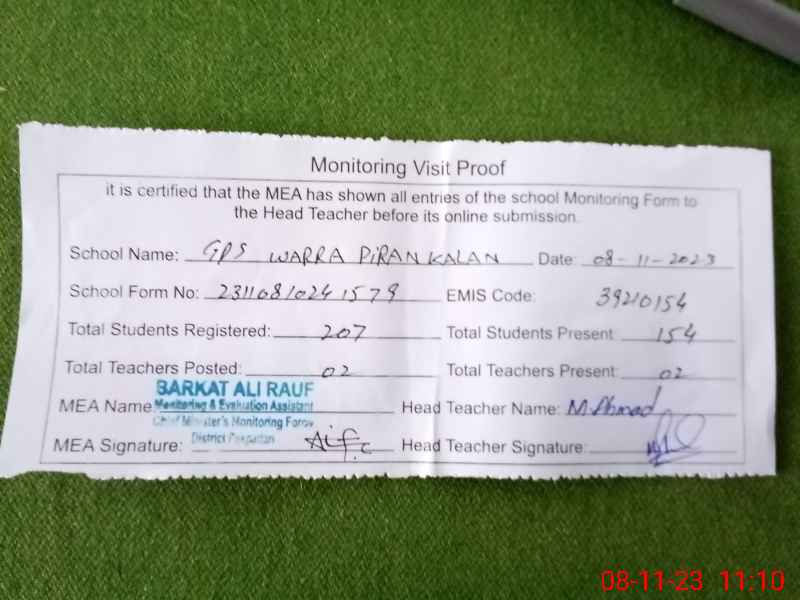 Monitoring Visit Proof
it is certified that the MEA has shown all entries of the school Monitoring Form to
the Head Teacher before its online submission.
School Name: GPS WARRA PIRAN KALAN Date: 08-11-2023
School Form No: 2311081024 1579 EMIS Code: 39210154
Total Students Registered: 207 Total Students Present 154
Total Teachers Posted: 02 Total Teachers Present: 02
BARKAT ALI RAUF
MEA Name Monitoring & Evaluation Assistant Head Teacher Name: M.Ahmad
Chief Minister's Monitoring Force
District Pakpattan
MEA Signature: Head Teacher Signature:
08-11-23 11:10